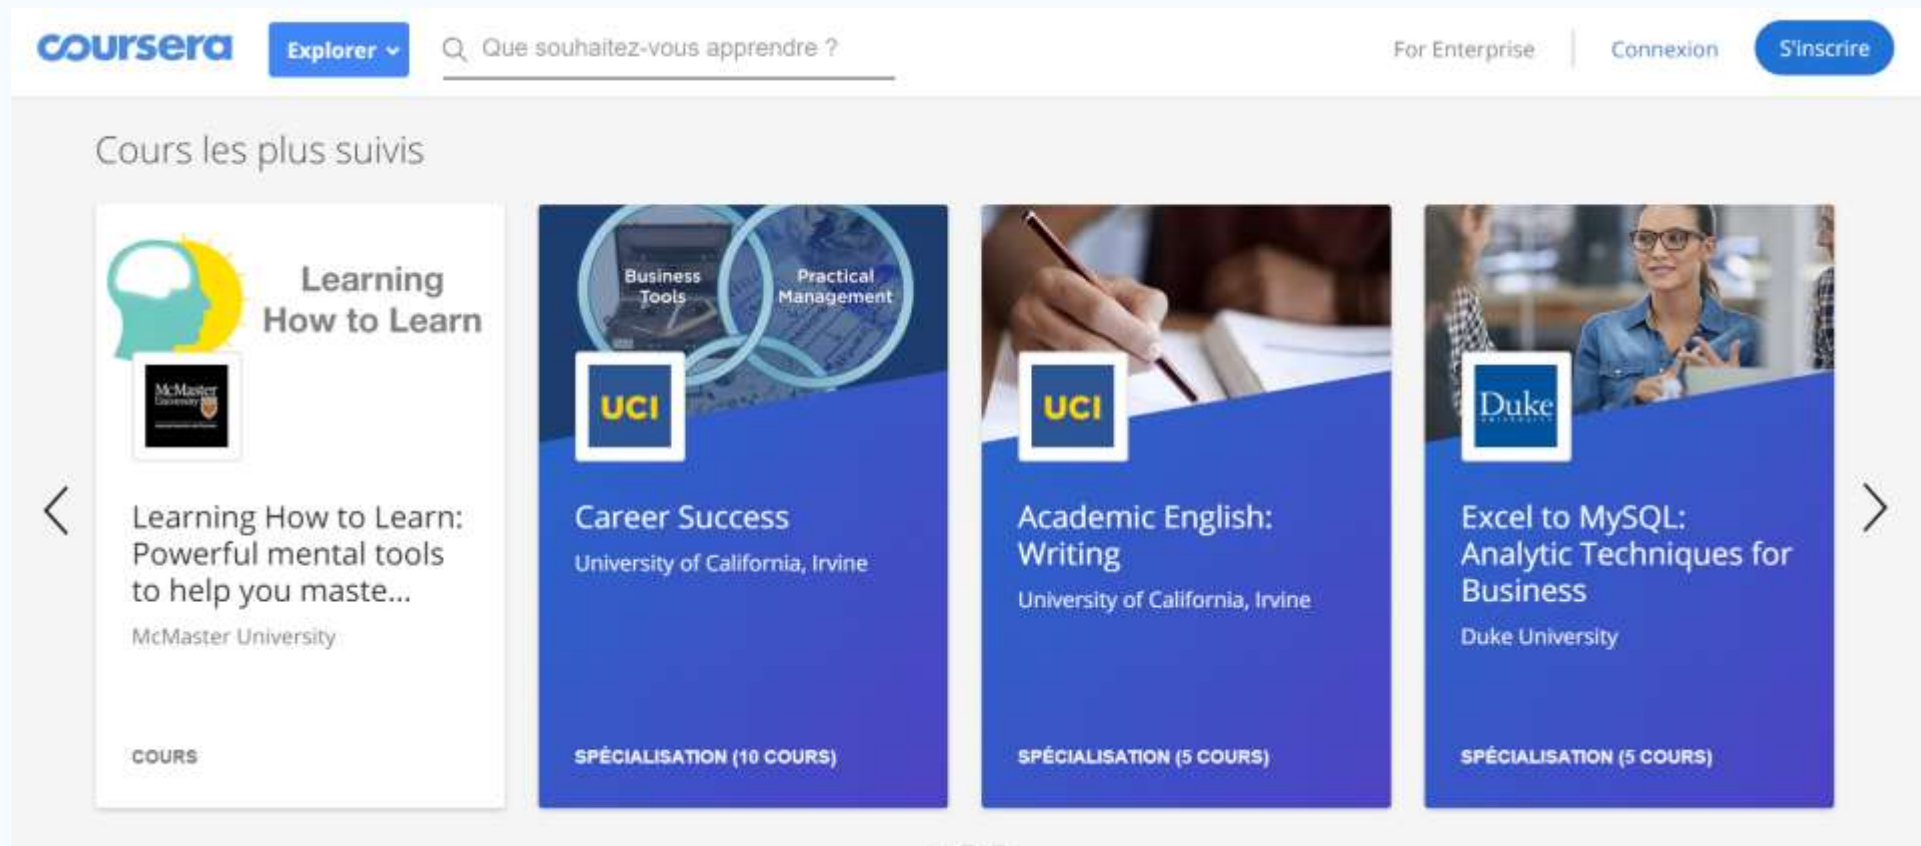 coursera
Explorer
Que souhaitez-vous apprendre ?
For Enterprise
Connexion
S'inscrire
Cours les plus suivis
Learning
How to Learn
McMaster
University
Learning How to Learn:
Powerful mental tools
to help you maste...
McMaster University
COURS
Business
Tools
Practical
Management
UCI
Career Success
University of California, Irvine
SPÉCIALISATION (10 COURS)
UCI
Academic English:
Writing
University of California, Irvine
SPÉCIALISATION (5 COURS)
Duke
UNIVERSITY
Excel to MySQL:
Analytic Techniques for
Business
Duke University
SPÉCIALISATION (5 COURS)